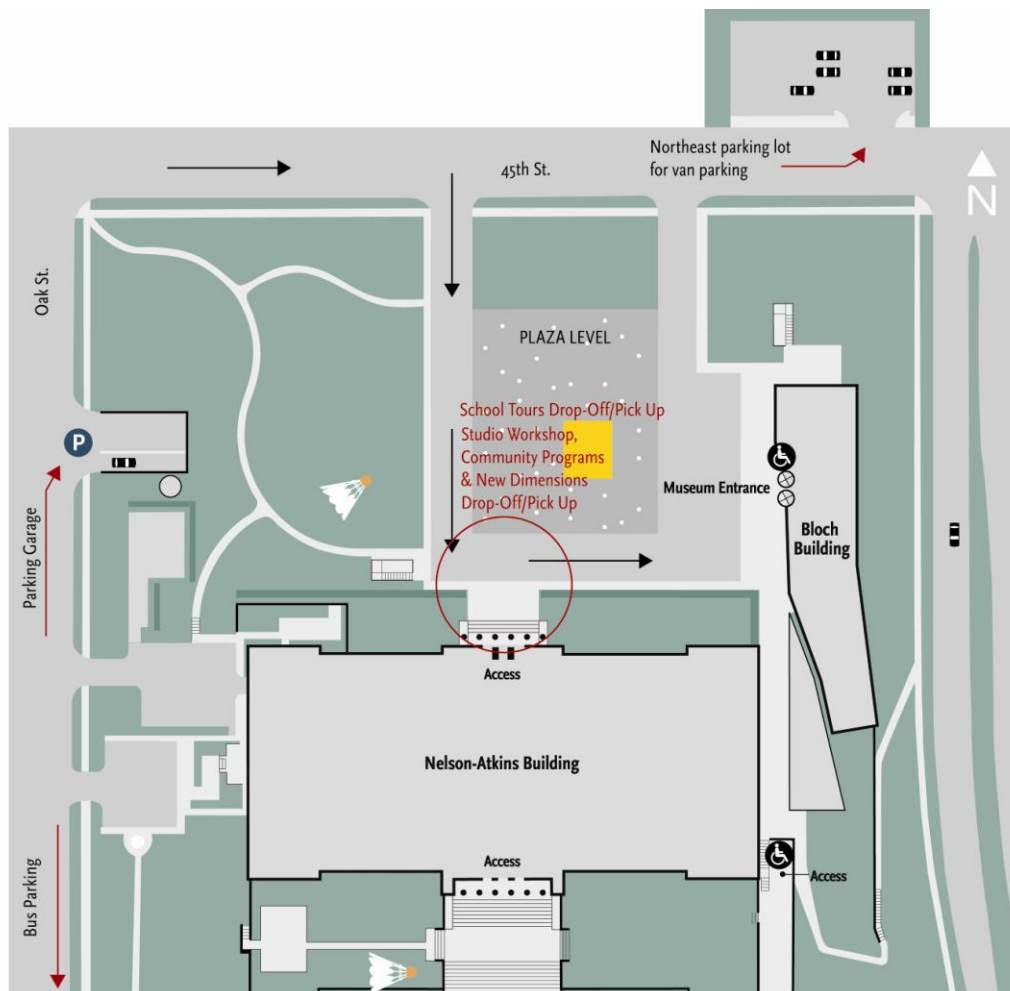 Northeast parking lot
for van parking
45th St.
N
Oak St.
PLAZA LEVEL
School Tours Drop-Off/Pick Up
Studio Workshop,
Community Programs
& New Dimensions
Drop-Off/Pick Up
P
Museum Entrance
Bloch
Building
Parking Garage
Access
Nelson-Atkins Building
Access
Access
Bus Parking